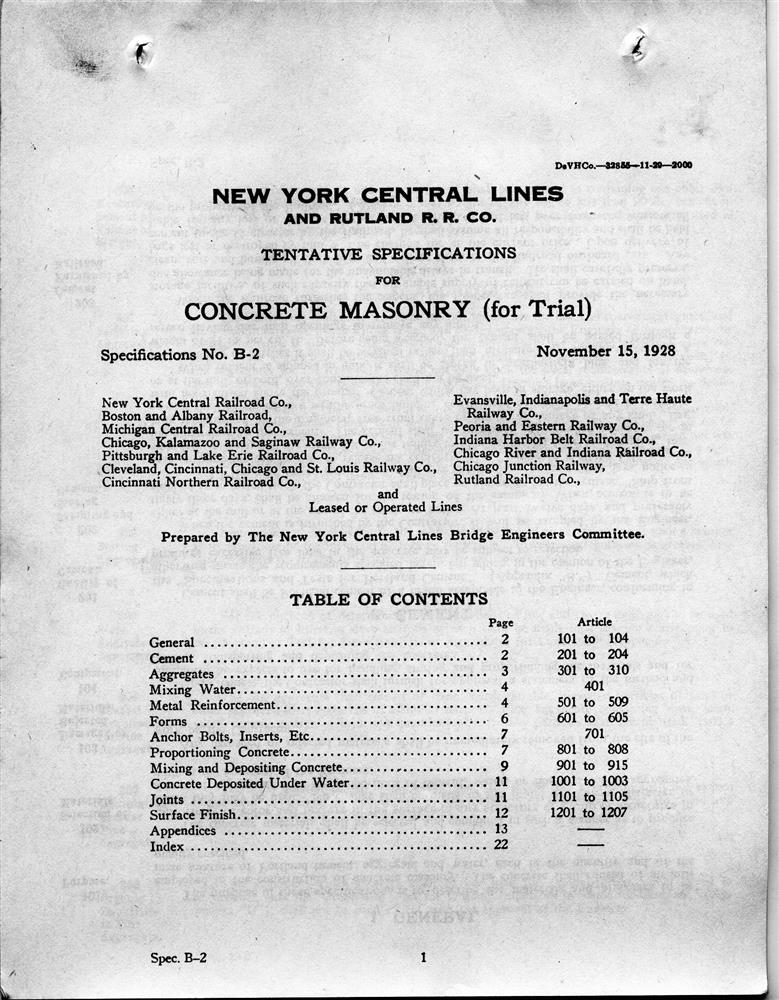 DeVHCo.—32855—11-29—2000
NEW YORK CENTRAL LINES
AND RUTLAND R. R. CO.
TENTATIVE SPECIFICATIONS
FOR
CONCRETE MASONRY (for Trial)
Specifications No. B-2 November 15, 1928
New York Central Railroad Co.,
Boston and Albany Railroad,
Michigan Central Railroad Co.,
Chicago, Kalamazoo and Saginaw Railway Co.,
Pittsburgh and Lake Erie Railroad Co.,
Cleveland, Cincinnati, Chicago and St. Louis Railway Co.,
Cincinnati Northern Railroad Co.,
Evansville, Indianapolis and Terre Haute
Railway Co.,
Peoria and Eastern Railway Co.,
Indiana Harbor Belt Railroad Co.,
Chicago River and Indiana Railroad Co.,
Chicago Junction Railway,
Rutland Railroad Co.,
and
Leased or Operated Lines
Prepared by The New York Central Lines Bridge Engineers Committee.
TABLE OF CONTENTS
Page Article
General ........................................ 2 101 to 104
Cement ........................................ 2 201 to 204
Aggregates ..................................... 3 301 to 310
Mixing Water.................................... 4 401
Metal Reinforcement.............................. 4 501 to 509
Forms ......................................... 6 601 to 605
Anchor Bolts, Inserts, Etc......................... 7 701
Proportioning Concrete............................ 7 801 to 808
Mixing and Depositing Concrete.................... 9 901 to 915
Concrete Deposited Under Water................... 11 1001 to 1003
Joints .......................................... 11 1101 to 1105
Surface Finish.................................... 12 1201 to 1207
Appendices ..................................... 13 ——
Index .......................................... 22 ——
Spec. B-2 1